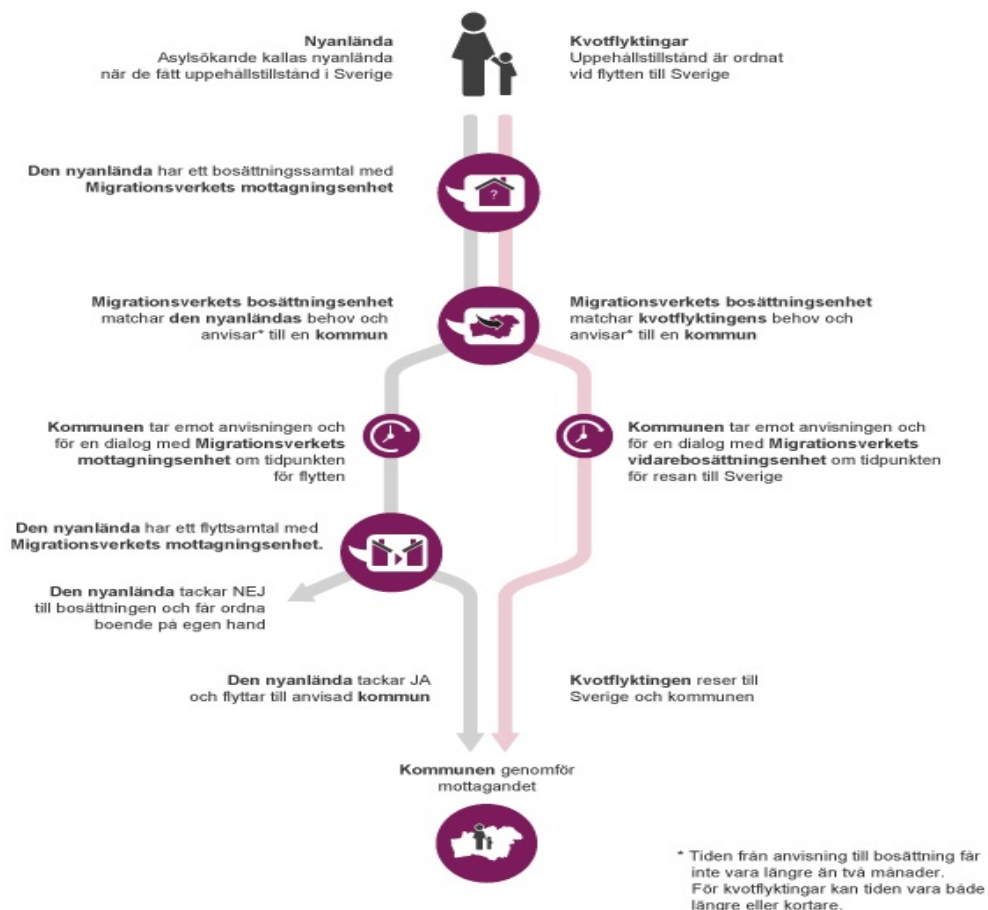 Nyanlända
Asylsökande kallas nyanlända
när de fått uppehållstillstånd i Sverige
Kvotflyktingar
Uppehållstillstånd är ordnat
vid flytten till Sverige
Den nyanlända har ett bosättningssamtal med
Migrationsverkets mottagningsenhet
?
Migrationsverkets bosättningsenhet
matchar den nyanländas behov och
anvisar* till en kommun
Migrationsverkets bosättningsenhet
matchar kvotflyktingens behov och
anvisar* till en kommun
Kommunen tar emot anvisningen och
för en dialog med Migrationsverkets
mottagningsenhet om tidpunkten
för flytten
Kommunen tar emot anvisningen och
för en dialog med Migrationsverkets
vidarebosättningsenhet om tidpunkten
för resan till Sverige
Den nyanlända har ett flyttsamtal med
Migrationsverkets mottagningsenhet.
Den nyanlända tackar NEJ
till bosättningen och får ordna
boende på egen hand
Den nyanlända tackar JA
och flyttar till anvisad kommun
Kvotflyktingen reser till
Sverige och kommunen
Kommunen genomför
mottagandet
* Tiden från anvisning till bosättning får
inte vara längre än två månader.
För kvotflyktingar kan tiden vara både
längre eller kortare.